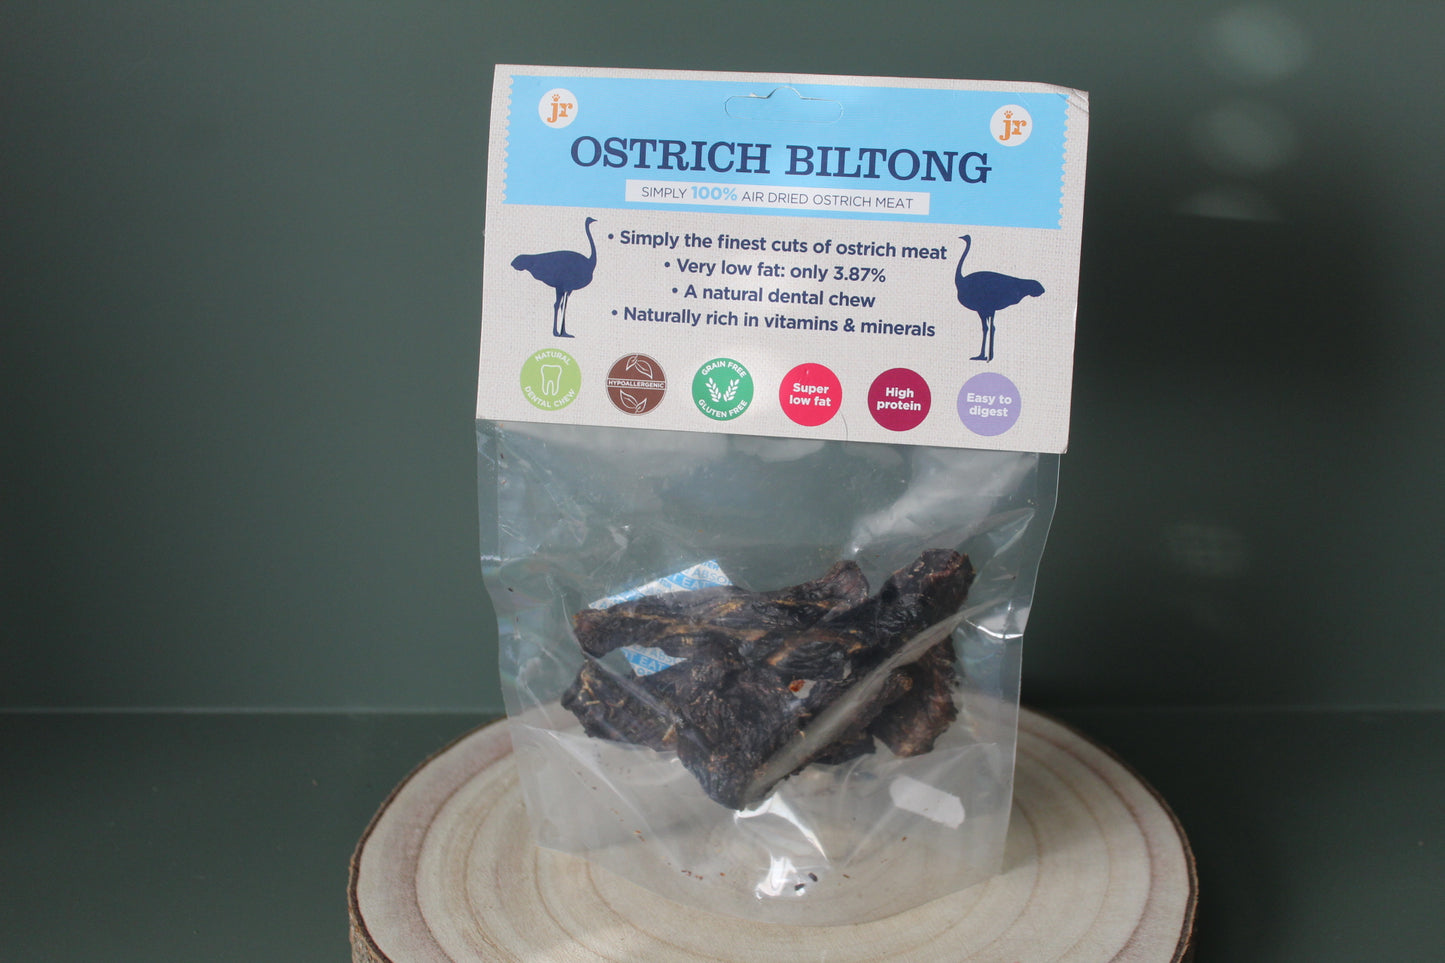 jr
jr
OSTRICH BILTONG
SIMPLY 100% AIR DRIED OSTRICH MEAT
• Simply the finest cuts of ostrich meat
• Very low fat: only 3.87%
• A natural dental chew
• Naturally rich in vitamins & minerals
NATURAL
DENTAL CHEW
HYPOALLERGENIC
GRAIN FREE
GLUTEN FREE
Super
low fat
High
protein
Easy to
digest